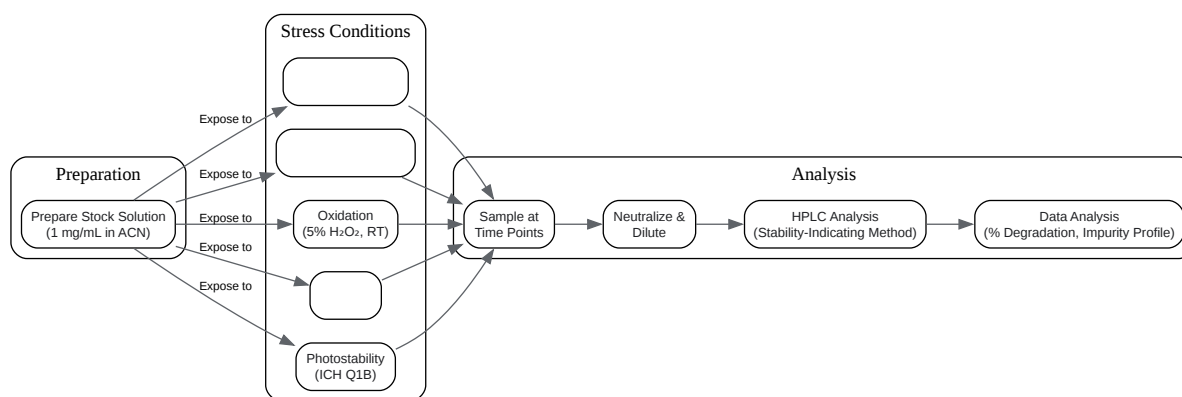 Stress Conditions
Expose to
Expose to
Expose to
Expose to
Expose to
Preparation
Prepare Stock Solution
(1 mg/mL in ACN)
Oxidation
(5% H₂O₂, RT)
Photostability
(ICH Q1B)
Analysis
Sample at
Time Points
Neutralize &
Dilute
HPLC Analysis
(Stability-Indicating Method)
Data Analysis
(% Degradation, Impurity Profile)